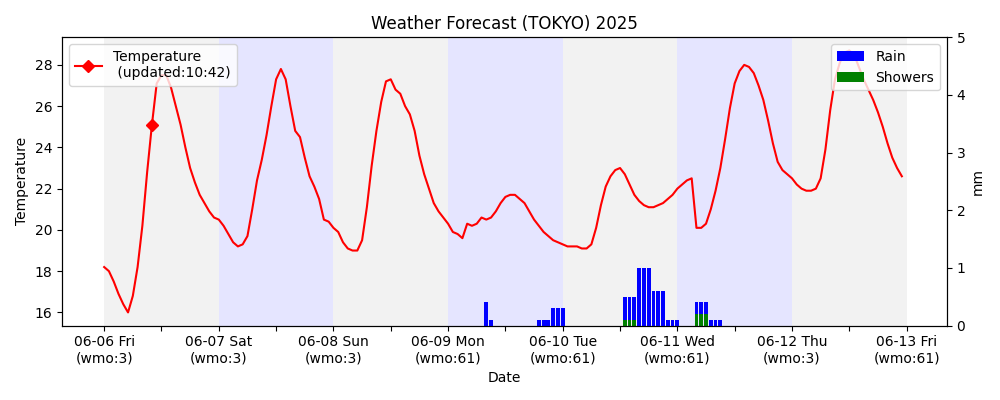 Weather Forecast (TOKYO) 2025
Temperature
(updated:10:42)
Rain
Showers
28
26
24
22
20
18
16
Temperature
5
4
3
2
1
0
mm
06-06 Fri
(wmo:3)
06-07 Sat
(wmo:3)
06-08 Sun
(wmo:3)
06-09 Mon
(wmo:61)
06-10 Tue
(wmo:61)
06-11 Wed
(wmo:61)
06-12 Thu
(wmo:3)
06-13 Fri
(wmo:61)
Date